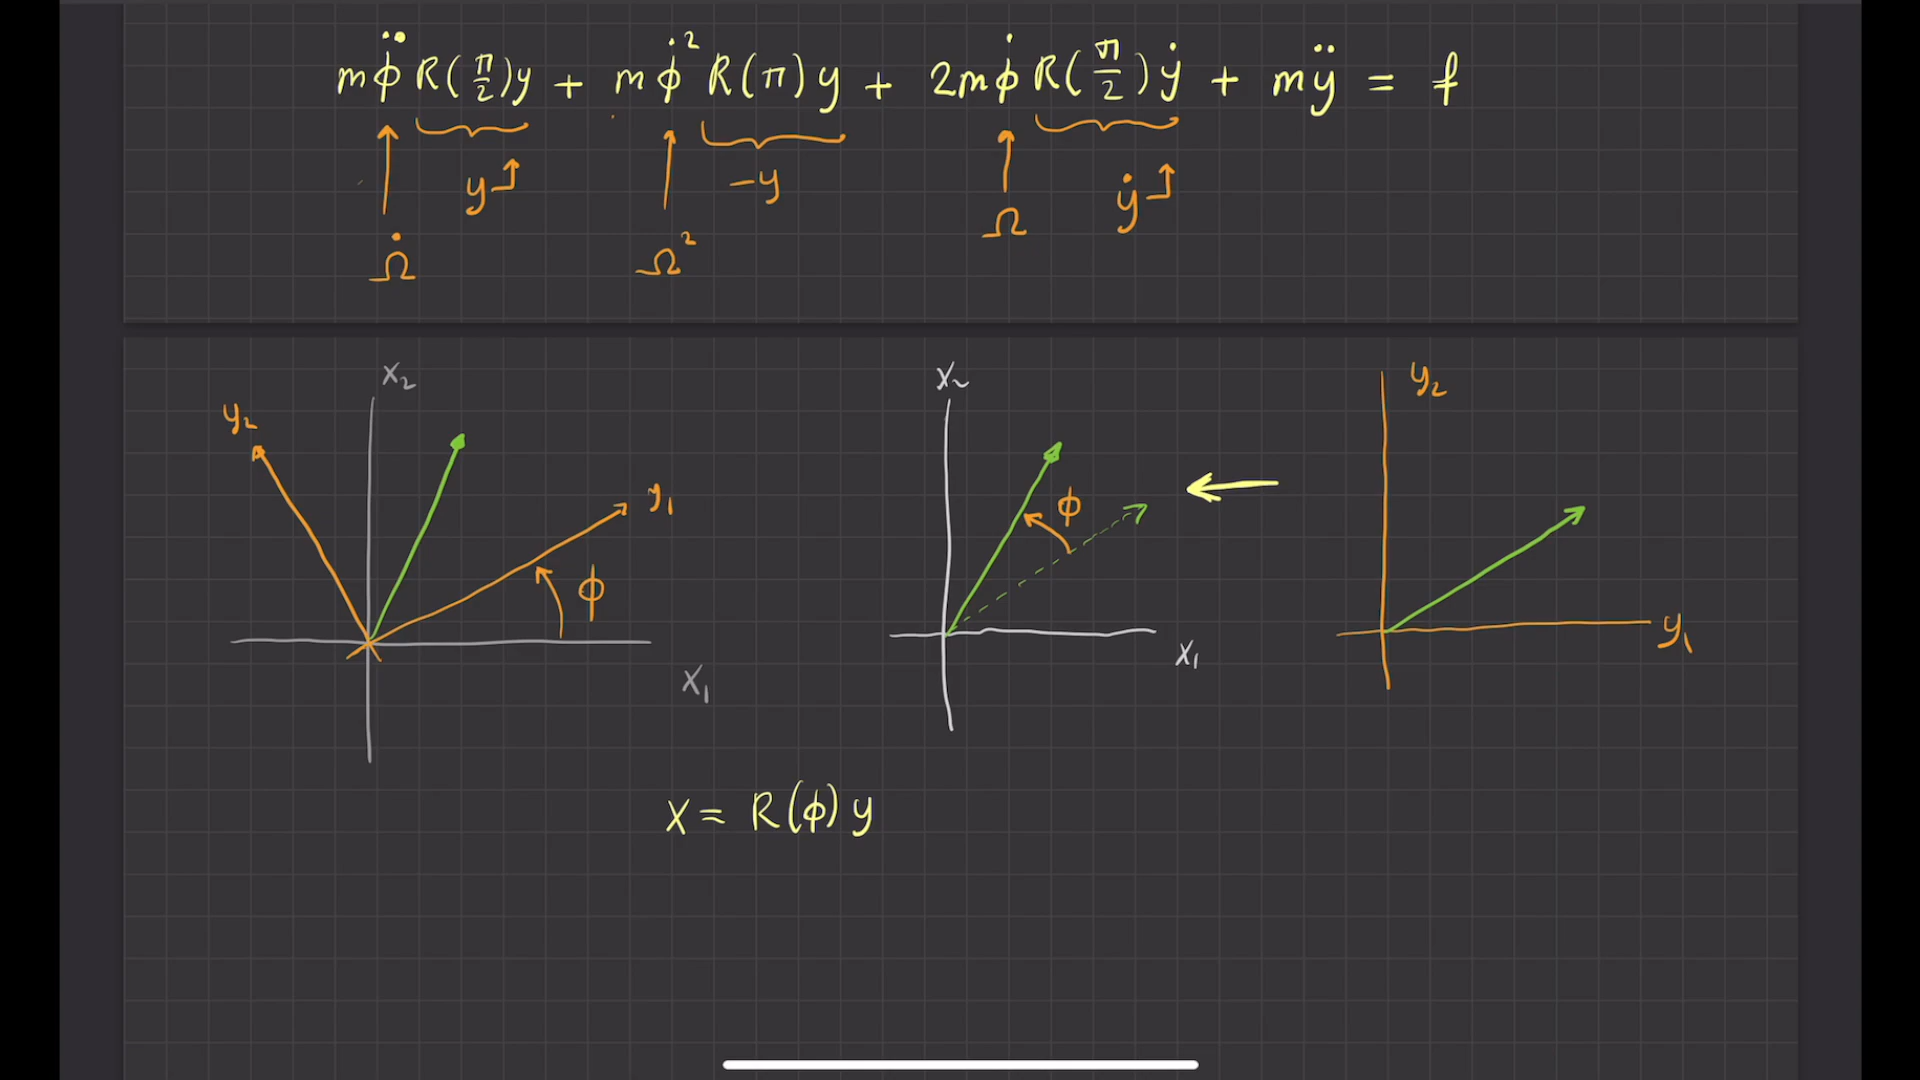 mϕ̈ R(π/2)y + mϕ̇² R(π)y + 2mϕ̇ R(π/2)ẏ + mÿ = f
y↑ -y ẏ↑
Ω̇ Ω² Ω
x₂ x₂ y₂
y₂ y₁ ϕ ϕ
x₁ x₁ y₁
x = R(ϕ)y